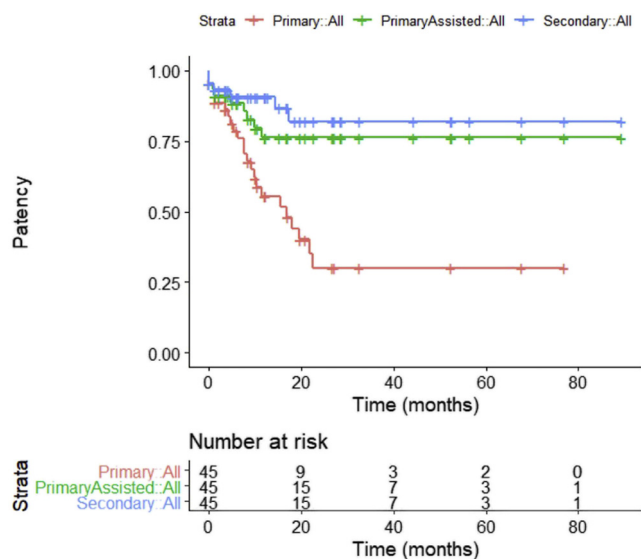 Strata Primary::All PrimaryAssisted::All Secondary::All
1.00
0.75
0.50
0.25
0.00
Patency
0 20 40 60 80
Time (months)
Number at risk
Strata
Primary::All 45 9 3 2 0
PrimaryAssisted::All 45 15 7 3 1
Secondary::All 45 15 7 3 1
0 20 40 60 80
Time (months)